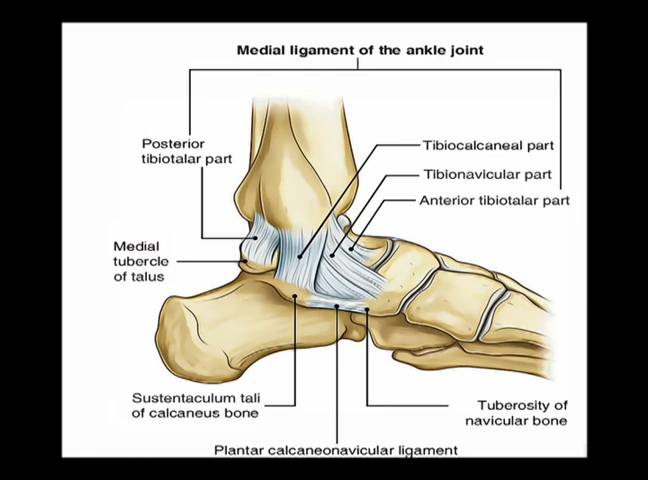 Medial ligament of the ankle joint
Posterior
tibiotalar part
Tibiocalcaneal part
Tibionavicular part
Anterior tibiotalar part
Medial
tubercle
of talus
Sustentaculum tali
of calcaneus bone
Tuberosity of
navicular bone
Plantar calcaneonavicular ligament